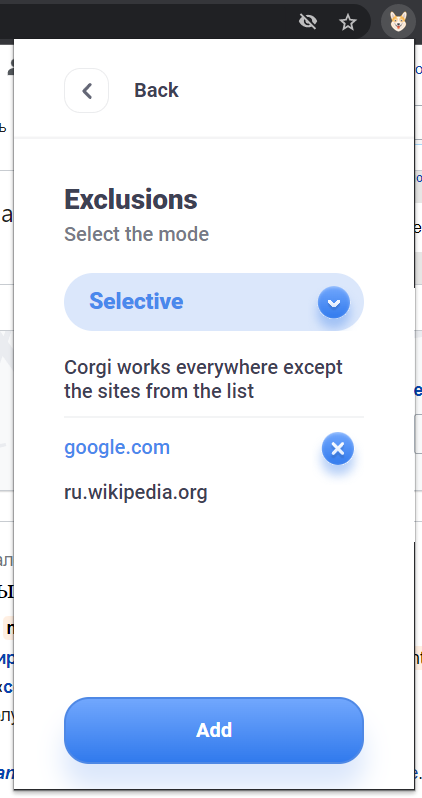 Back
Exclusions
Select the mode
Selective
Corgi works everywhere except
the sites from the list
google.com
ru.wikipedia.org
Add